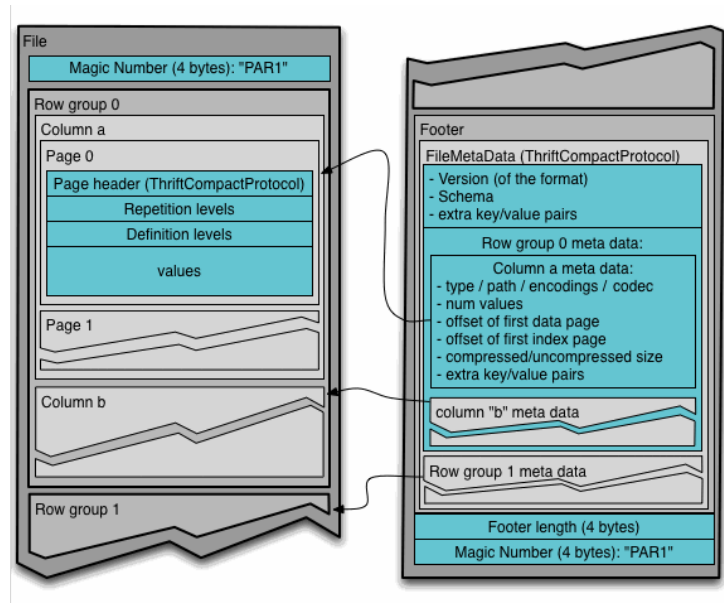 File
Magic Number (4 bytes): "PAR1"
Row group 0
Column a
Page 0
Page header (ThriftCompactProtocol)
Repetition levels
Definition levels
values
Page 1
Column b
Row group 1
Footer
FileMetaData (ThriftCompactProtocol)
- Version (of the format)
- Schema
- extra key/value pairs
Row group 0 meta data:
Column a meta data:
- type / path / encodings / codec
- num values
- offset of first data page
- offset of first index page
- compressed/uncompressed size
- extra key/value pairs
column "b" meta data
Row group 1 meta data
Footer length (4 bytes)
Magic Number (4 bytes): "PAR1"